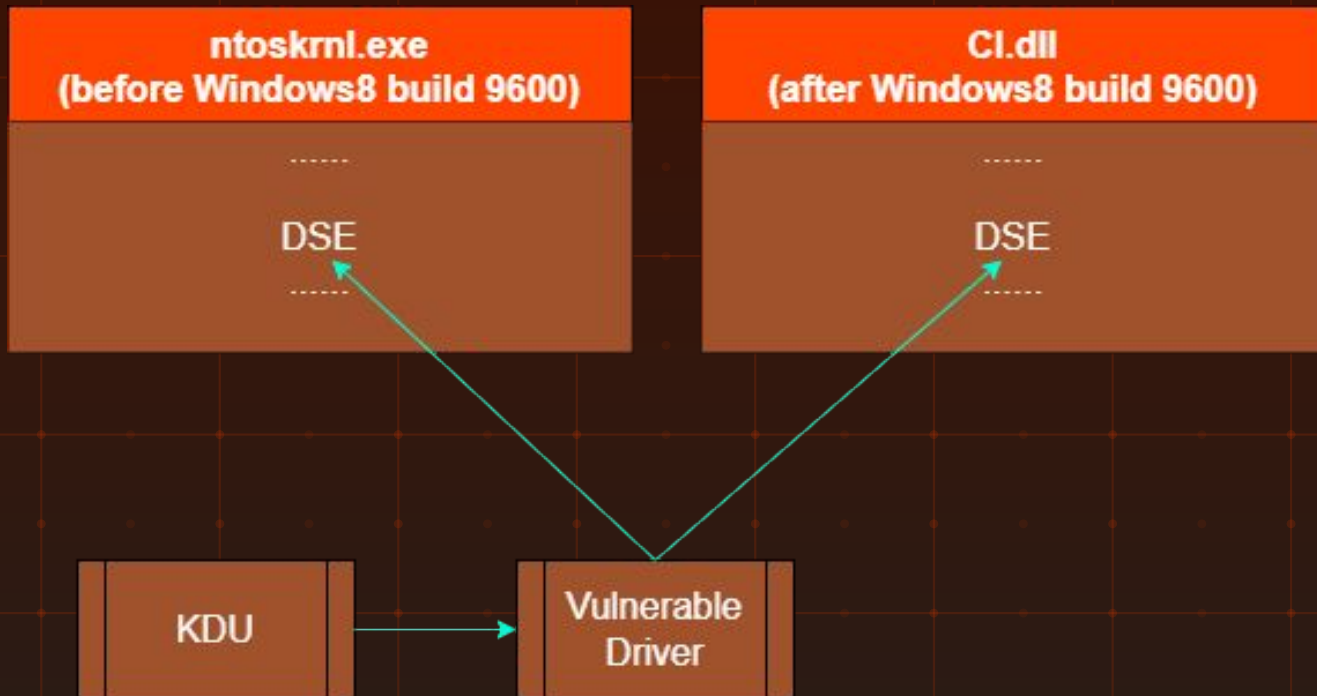 ntoskrnl.exe
(before Windows8 build 9600)
------
DSE
------
CI.dll
(after Windows8 build 9600)
------
DSE
------
KDU
Vulnerable
Driver